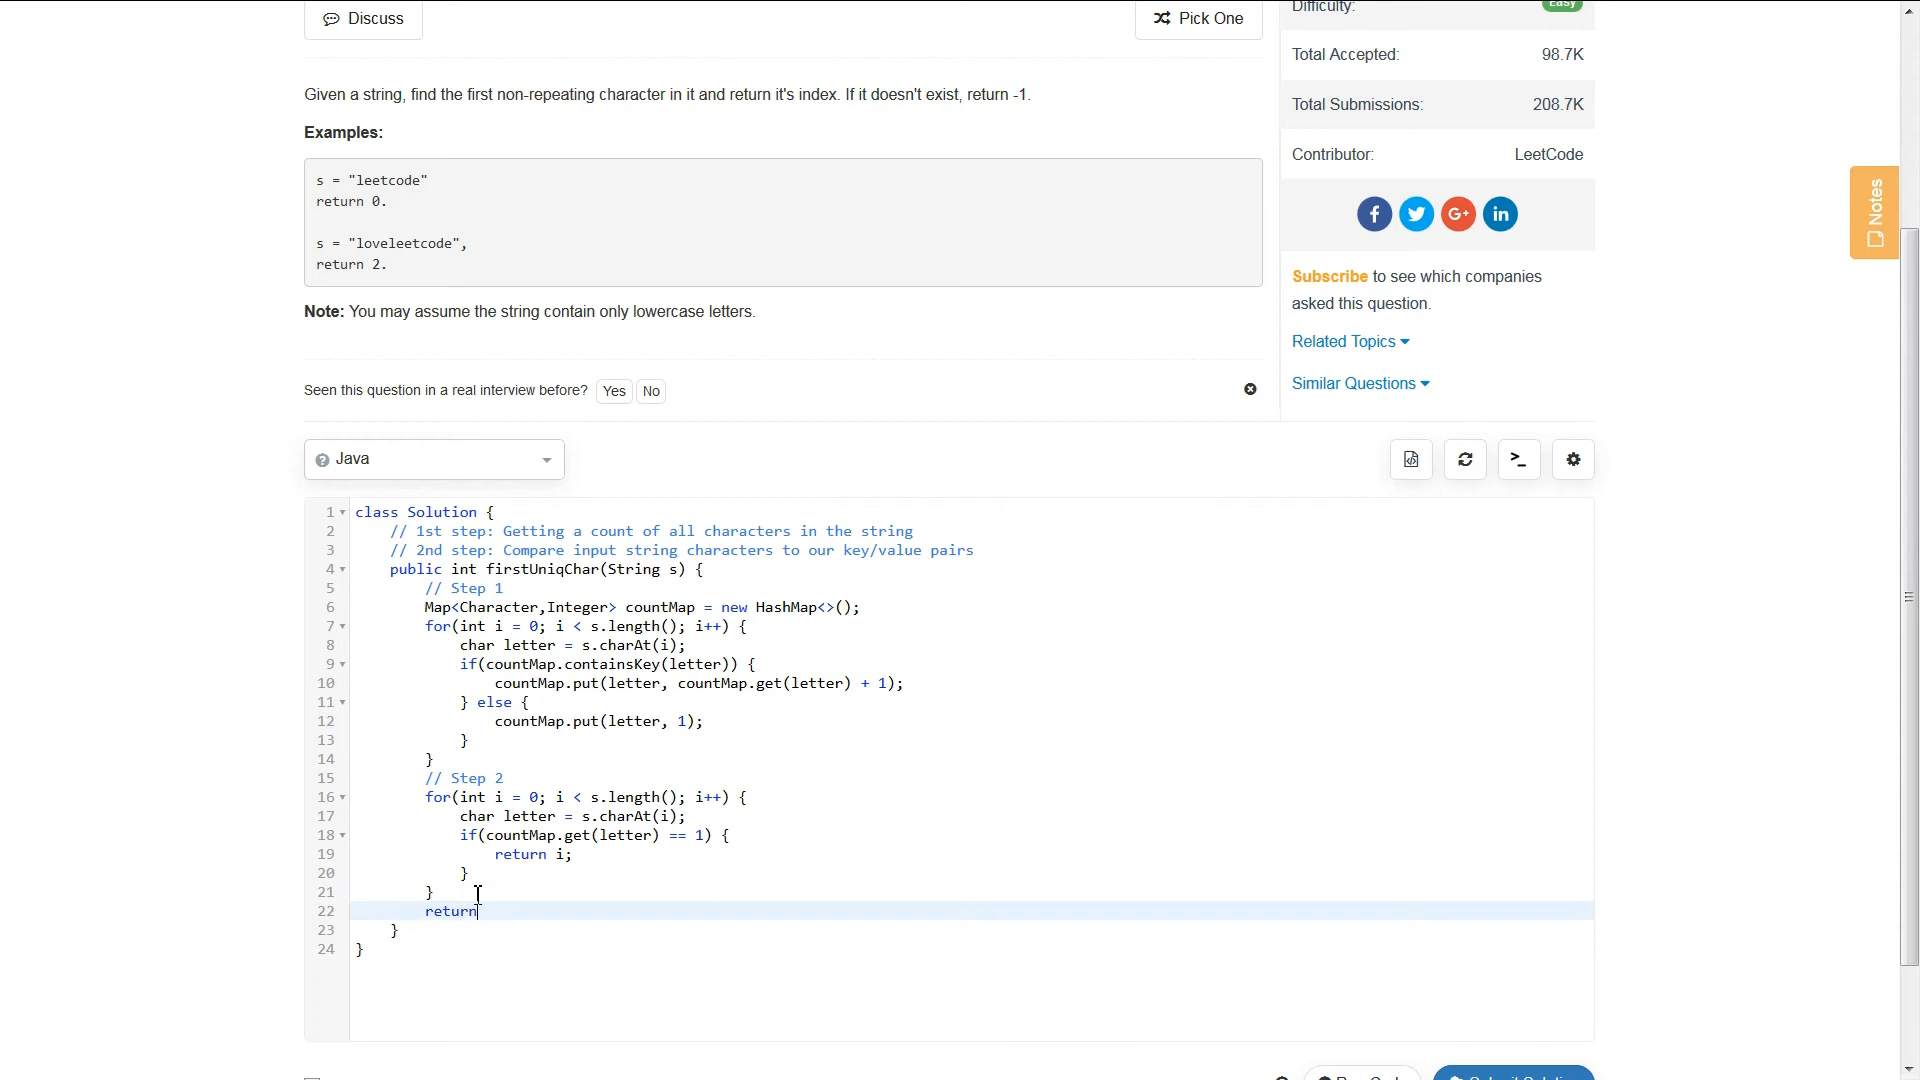 Discuss
Pick One
Difficulty:
Easy
Total Accepted:
98.7K
Given a string, find the first non-repeating character in it and return it's index. If it doesn't exist, return -1.
Total Submissions:
208.7K
Examples:
Contributor:
LeetCode
s = "leetcode"
return 0.
s = "loveleetcode",
return 2.
Notes
Subscribe to see which companies
asked this question.
Note: You may assume the string contain only lowercase letters.
Related Topics
Similar Questions
Seen this question in a real interview before? Yes No
Java
1 class Solution {
2 // 1st step: Getting a count of all characters in the string
3 // 2nd step: Compare input string characters to our key/value pairs
4 public int firstUniqChar(String s) {
5 // Step 1
6 Map<Character,Integer> countMap = new HashMap<>();
7 for(int i = 0; i < s.length(); i++) {
8 char letter = s.charAt(i);
9 if(countMap.containsKey(letter)) {
10 countMap.put(letter, countMap.get(letter) + 1);
11 } else {
12 countMap.put(letter, 1);
13 }
14 }
15 // Step 2
16 for(int i = 0; i < s.length(); i++) {
17 char letter = s.charAt(i);
18 if(countMap.get(letter) == 1) {
19 return i;
20 }
21 }
22 return
23 }
24 }